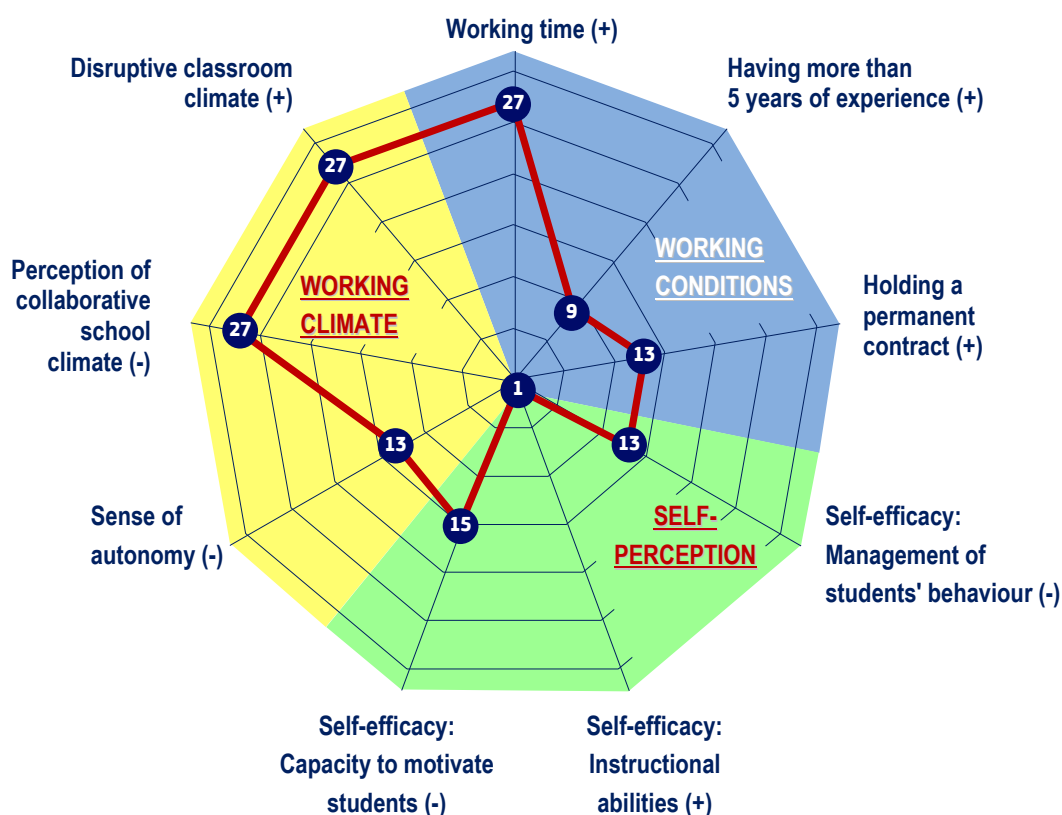 Working time (+)
Disruptive classroom
climate (+)
Having more than
5 years of experience (+)
27
27
WORKING
CONDITIONS
Perception of
collaborative
school
climate (-)
WORKING
CLIMATE
Holding a
permanent
contract (+)
9
27
13
1
13
13
Sense of
autonomy (-)
15
SELF-
PERCEPTION
Self-efficacy:
Management of
students' behaviour (-)
Self-efficacy:
Capacity to motivate
students (-)
Self-efficacy:
Instructional
abilities (+)